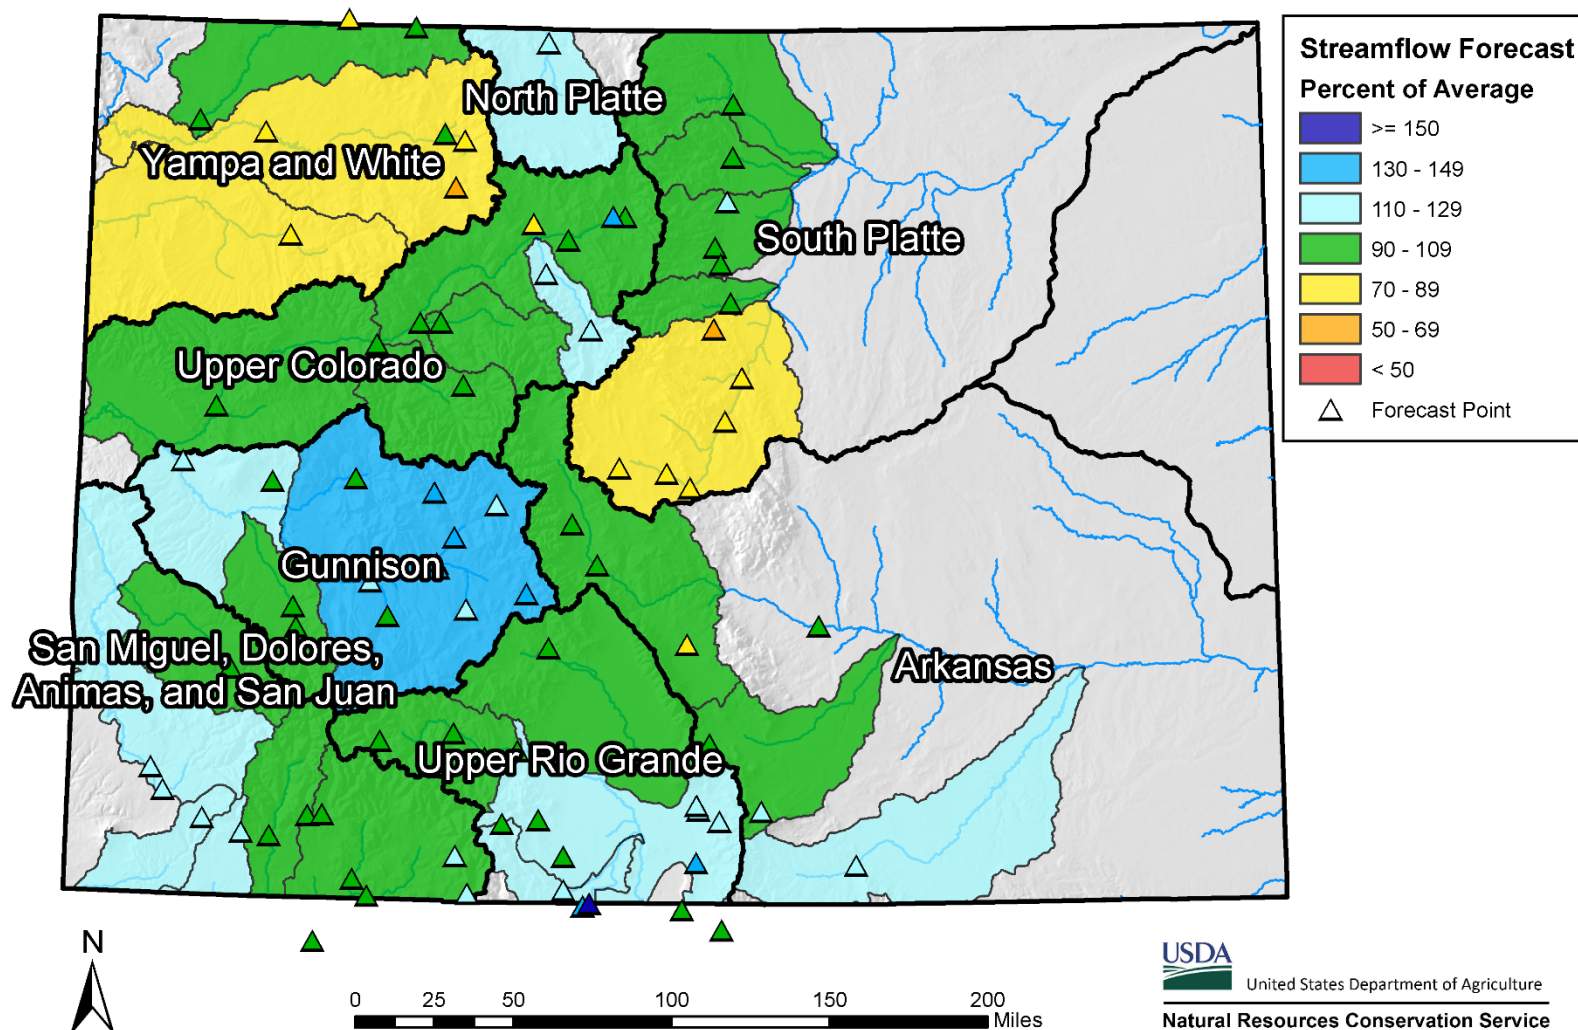 Streamflow Forecast
Percent of Average
>= 150
130 - 149
110 - 129
90 - 109
70 - 89
50 - 69
< 50
Forecast Point
North Platte
Yampa and White
South Platte
Upper Colorado
Gunnison
San Miguel, Dolores,
Animas, and San Juan
Arkansas
Upper Rio Grande
N
0 25 50 100 150 200
Miles
USDA
United States Department of Agriculture
Natural Resources Conservation Service